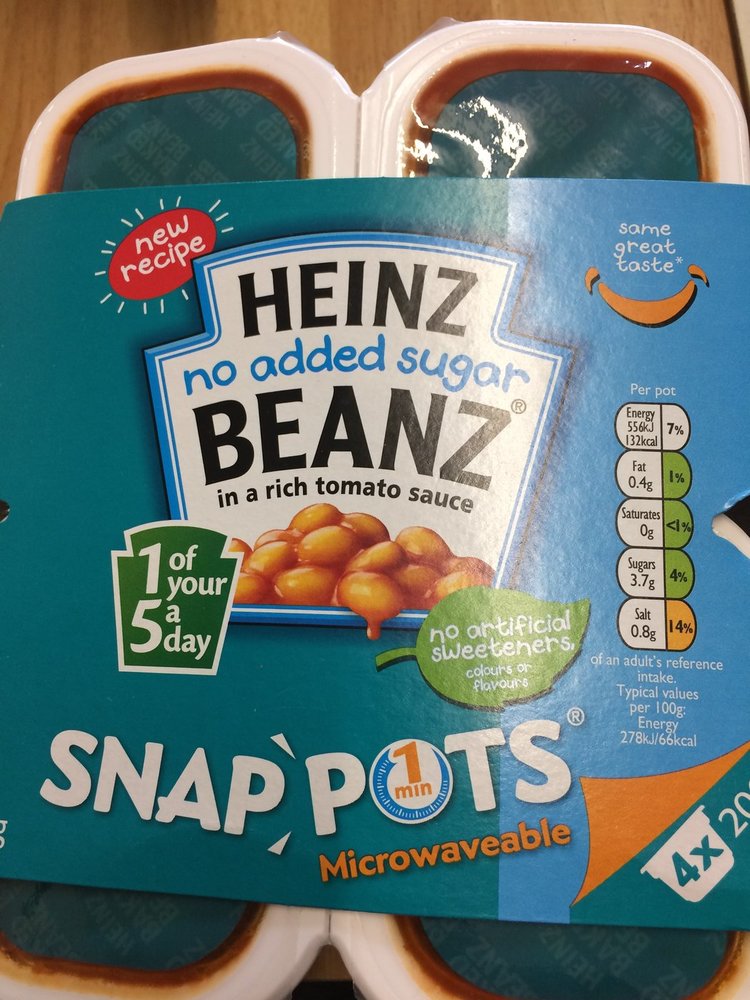 new
recipe
HEINZ
no added sugar
BEANZ®
in a rich tomato sauce
1 of
your
5 a
day
no artificial
sweeteners,
colours or
flavours
SNAP POTS®
1
min
Microwaveable
same
great
taste*
Per pot
Energy
556kJ
132kcal
7%
Fat
0.4g
1%
Saturates
0g
<1%
Sugars
3.7g
4%
Salt
0.8g
14%
of an adult's reference
intake.
Typical values
per 100g:
Energy
278kJ/66kcal
4x